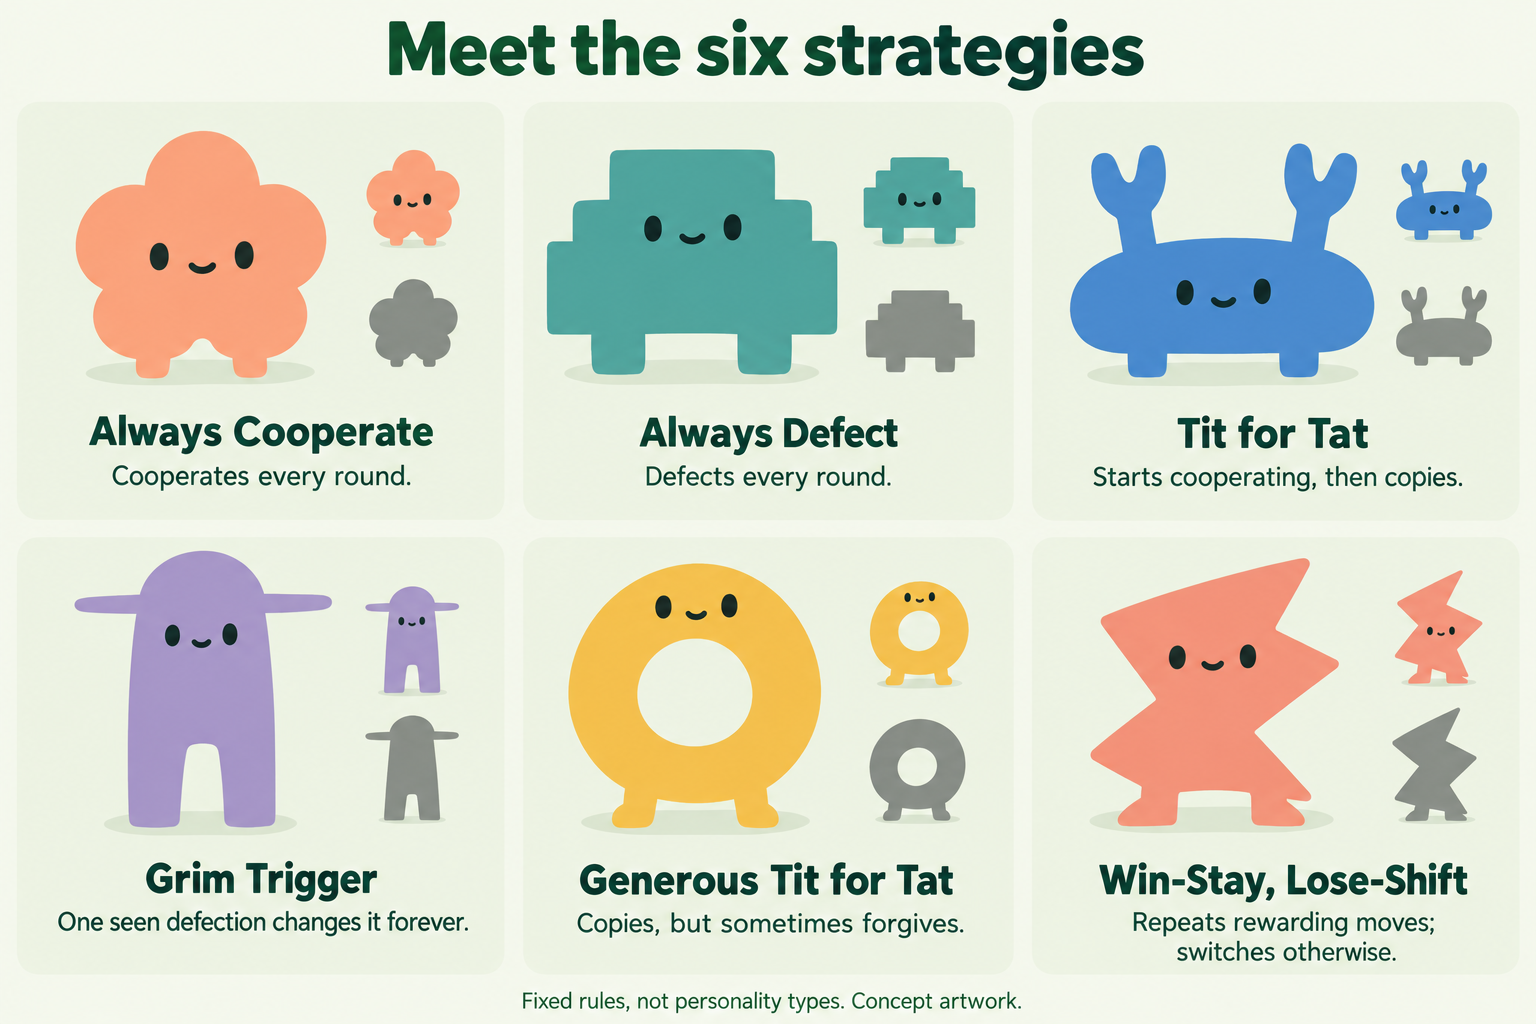 Meet the six strategies
Always Cooperate
Cooperates every round.
Always Defect
Defects every round.
Tit for Tat
Starts cooperating, then copies.
Grim Trigger
One seen defection changes it forever.
Generous Tit for Tat
Copies, but sometimes forgives.
Win-Stay, Lose-Shift
Repeats rewarding moves;
switches otherwise.
Fixed rules, not personality types. Concept artwork.